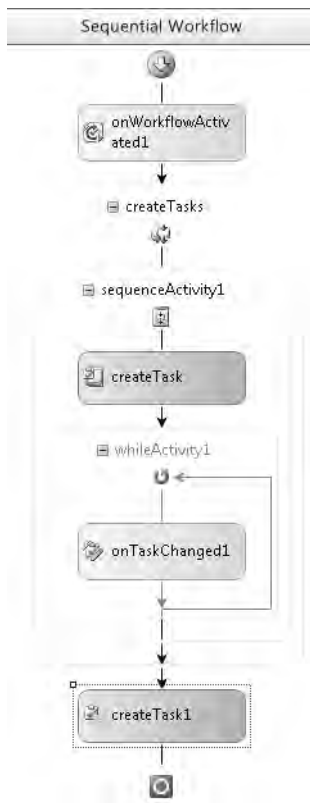 Sequential Workflow
onWorkflowActiv
ated1
createTasks
sequenceActivity1
createTask
whileActivity1
onTaskChanged1
createTask1